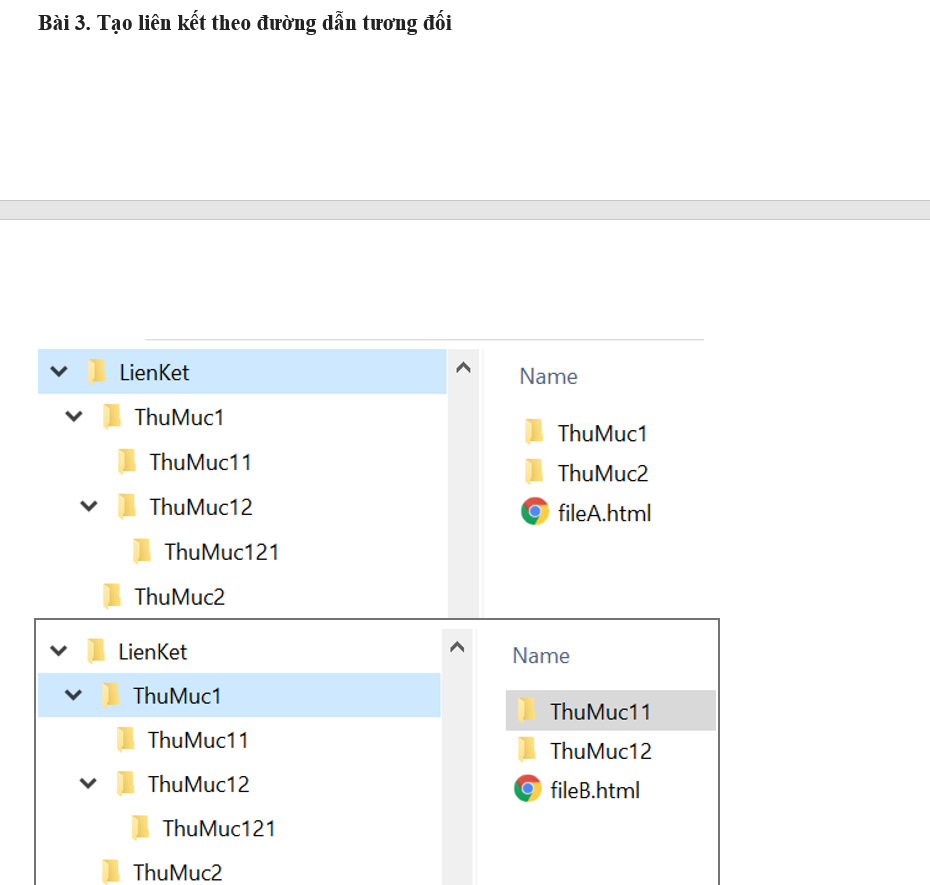 Bài 3. Tạo liên kết theo đường dẫn tương đối
LienKet
ThuMuc1
ThuMuc11
ThuMuc12
ThuMuc121
ThuMuc2
Name
ThuMuc1
ThuMuc2
fileA.html
LienKet
ThuMuc1
ThuMuc11
ThuMuc12
ThuMuc121
ThuMuc2
Name
ThuMuc11
ThuMuc12
fileB.html